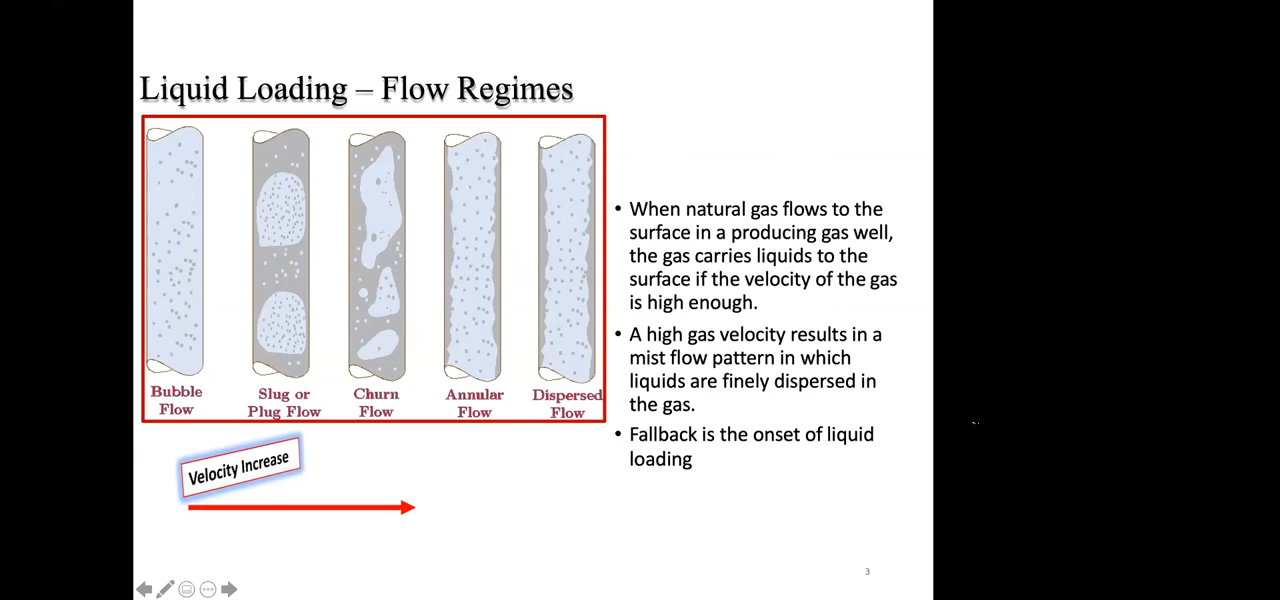 Liquid Loading – Flow Regimes
Bubble Flow
Slug or Plug Flow
Churn Flow
Annular Flow
Dispersed Flow
Velocity Increase
• When natural gas flows to the
surface in a producing gas well,
the gas carries liquids to the
surface if the velocity of the gas
is high enough.
• A high gas velocity results in a
mist flow pattern in which
liquids are finely dispersed in
the gas.
• Fallback is the onset of liquid
loading
3